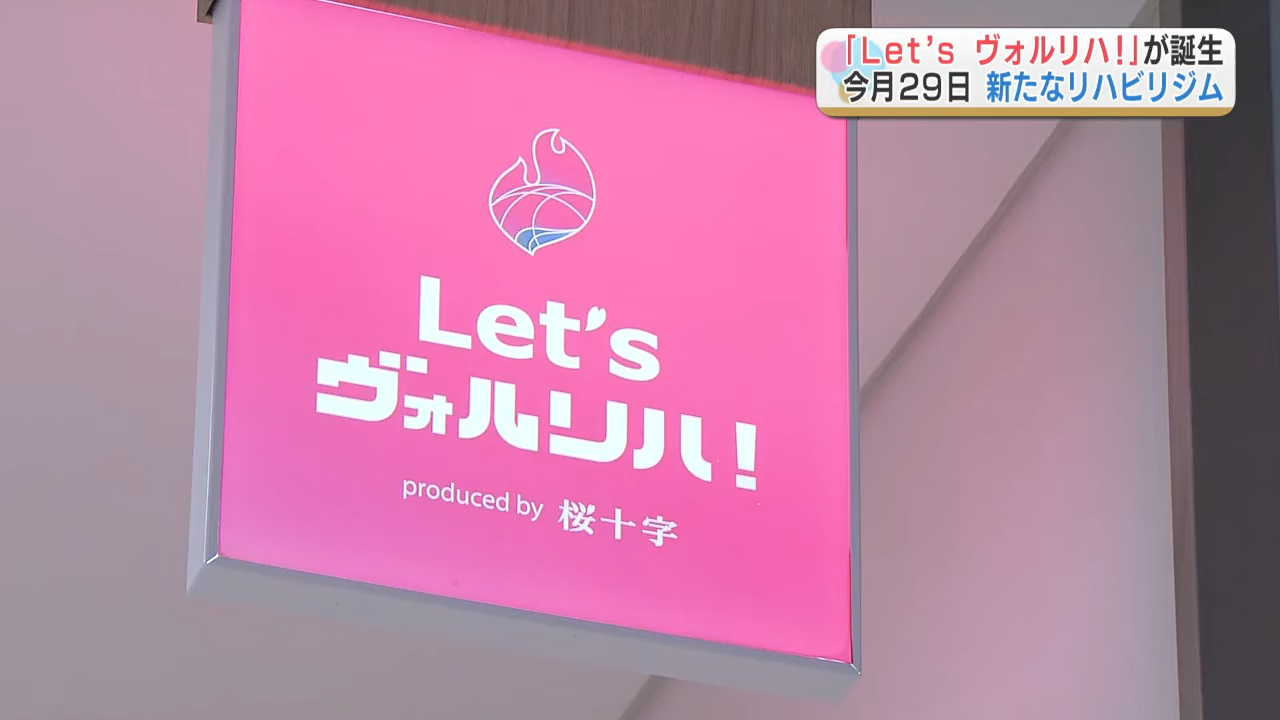 「Let's ヴォルリハ!」が誕生
今月29日 新たなリハビリジム
Let's
ヴォルリハ!
produced by 桜十字